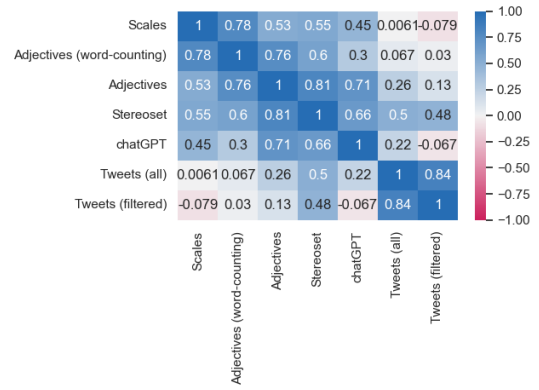 Scales 1 0.78 0.53 0.55 0.45 0.0061 -0.079
Adjectives (word-counting) 0.78 1 0.76 0.6 0.3 0.067 0.03
Adjectives 0.53 0.76 1 0.81 0.71 0.26 0.13
Stereoset 0.55 0.6 0.81 1 0.66 0.5 0.48
chatGPT 0.45 0.3 0.71 0.66 1 0.22 -0.067
Tweets (all) 0.0061 0.067 0.26 0.5 0.22 1 0.84
Tweets (filtered) -0.079 0.03 0.13 0.48 -0.067 0.84 1
Scales
Adjectives (word-counting)
Adjectives
Stereoset
chatGPT
Tweets (all)
Tweets (filtered)
1.00
0.75
0.50
0.25
0.00
−0.25
−0.50
−0.75
−1.00